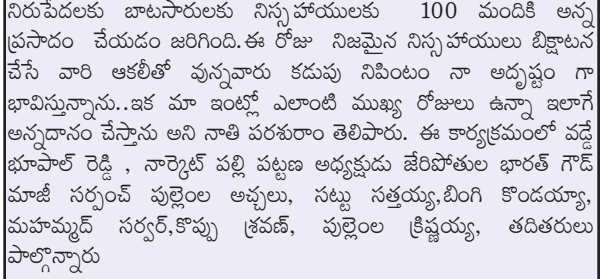 నిరుపేదలకు బాటసారులకు నిస్సహాయులకు 100 మందికి అన్న
ప్రసాదం చేయడం జరిగింది.ఈ రోజు నిజమైన నిస్సహాయులు బిక్షాటన
చేసే వారి ఆకలితో వున్నవారు కడుపు నిపింటం నా అదృష్టం గా
భావిస్తున్నాను..ఇక మా ఇంట్లో ఎలాంటి ముఖ్య రోజులు ఉన్నా ఇలాగే
అన్నదానం చేస్తాను అని నాతి పరశురాం తెలిపారు. ఈ కార్యక్రమంలో వడ్డే
భూపాల్ రెడ్డి , నార్కెట్ పల్లి పట్టణ అధ్యక్షుడు జేరిపోతుల భారత్ గౌడ్
మాజీ సర్పంచ్ పుల్లెంల అచ్చలు, సట్టు సత్తయ్య,బింగి కొండయ్యా,
మహమ్మద్ సర్వర్,కొప్పు శ్రవణ్, పుల్లెంల క్రిష్ణయ్య, తదితరులు
పాల్గొన్నారు